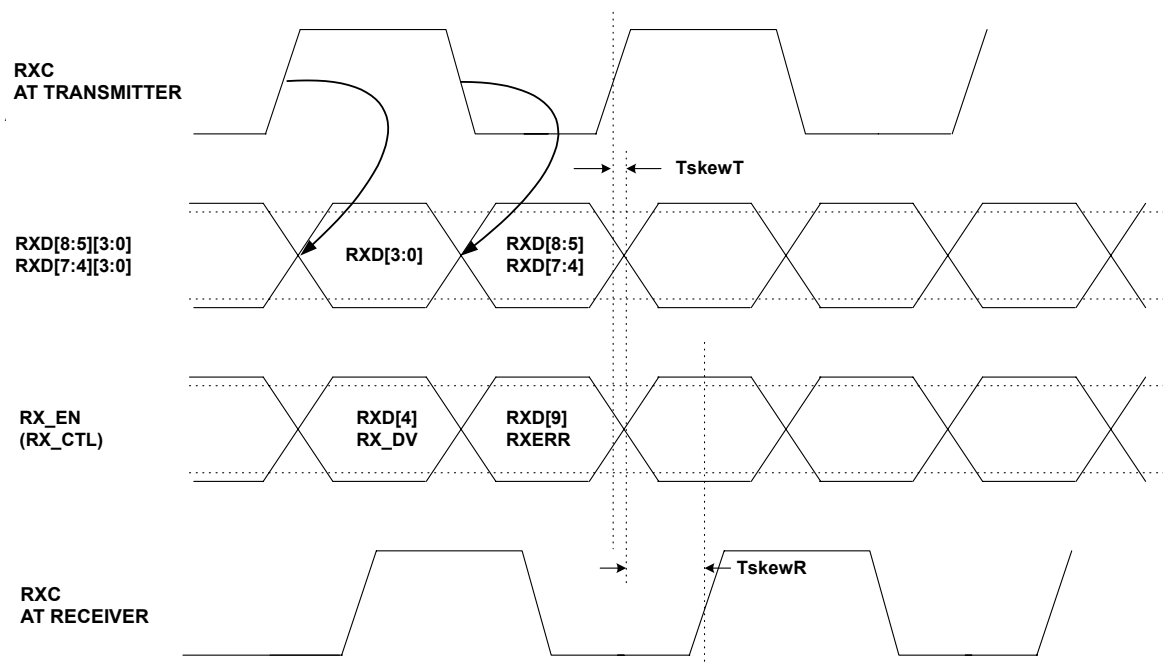 RXC
AT TRANSMITTER
TskewT
RXD[8:5][3:0]
RXD[7:4][3:0]
RXD[3:0]
RXD[8:5]
RXD[7:4]
RX_EN
(RX_CTL)
RXD[4]
RX_DV
RXD[9]
RXERR
TskewR
RXC
AT RECEIVER